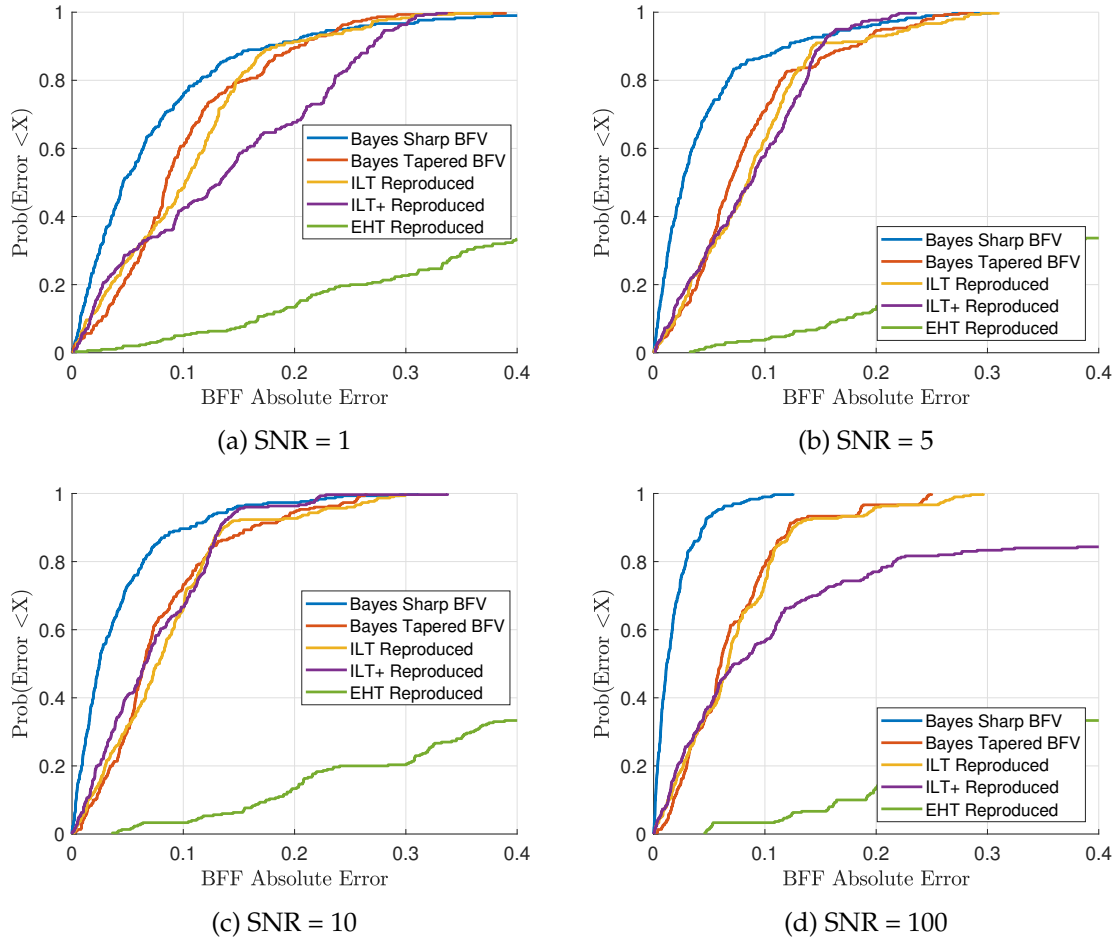 1
0.8
0.6
0.4
0.2
0
0
0.1
0.2
0.3
0.4
Prob(Error <X)
BFF Absolute Error
Bayes Sharp BFV
Bayes Tapered BFV
ILT Reproduced
ILT+ Reproduced
EHT Reproduced
(a) SNR = 1
1
0.8
0.6
0.4
0.2
0
0
0.1
0.2
0.3
0.4
Prob(Error <X)
BFF Absolute Error
Bayes Sharp BFV
Bayes Tapered BFV
ILT Reproduced
ILT+ Reproduced
EHT Reproduced
(b) SNR = 5
1
0.8
0.6
0.4
0.2
0
0
0.1
0.2
0.3
0.4
Prob(Error <X)
BFF Absolute Error
Bayes Sharp BFV
Bayes Tapered BFV
ILT Reproduced
ILT+ Reproduced
EHT Reproduced
(c) SNR = 10
1
0.8
0.6
0.4
0.2
0
0
0.1
0.2
0.3
0.4
Prob(Error <X)
BFF Absolute Error
Bayes Sharp BFV
Bayes Tapered BFV
ILT Reproduced
ILT+ Reproduced
EHT Reproduced
(d) SNR = 100